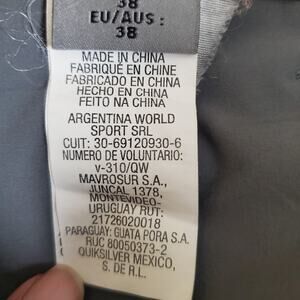 38
EU/AUS:
38
MADE IN CHINA
FABRIQUÉ EN CHINE
FABRICADO EN CHINA
HECHO EN CHINA
FEITO NA CHINA
ARGENTINA WORLD
SPORT SRL
CUIT: 30-69120930-6
NUMERO DE VOLUNTARIO:
v-310/QW
MAVROSUR S.A.,
JUNCAL 1378,
MONTEVIDEO-
URUGUAY RUT:
21726020018
PARAGUAY: GUATA PORA S.A.
RUC 80050373-2
QUIKSILVER MEXICO,
S. DE R.L.